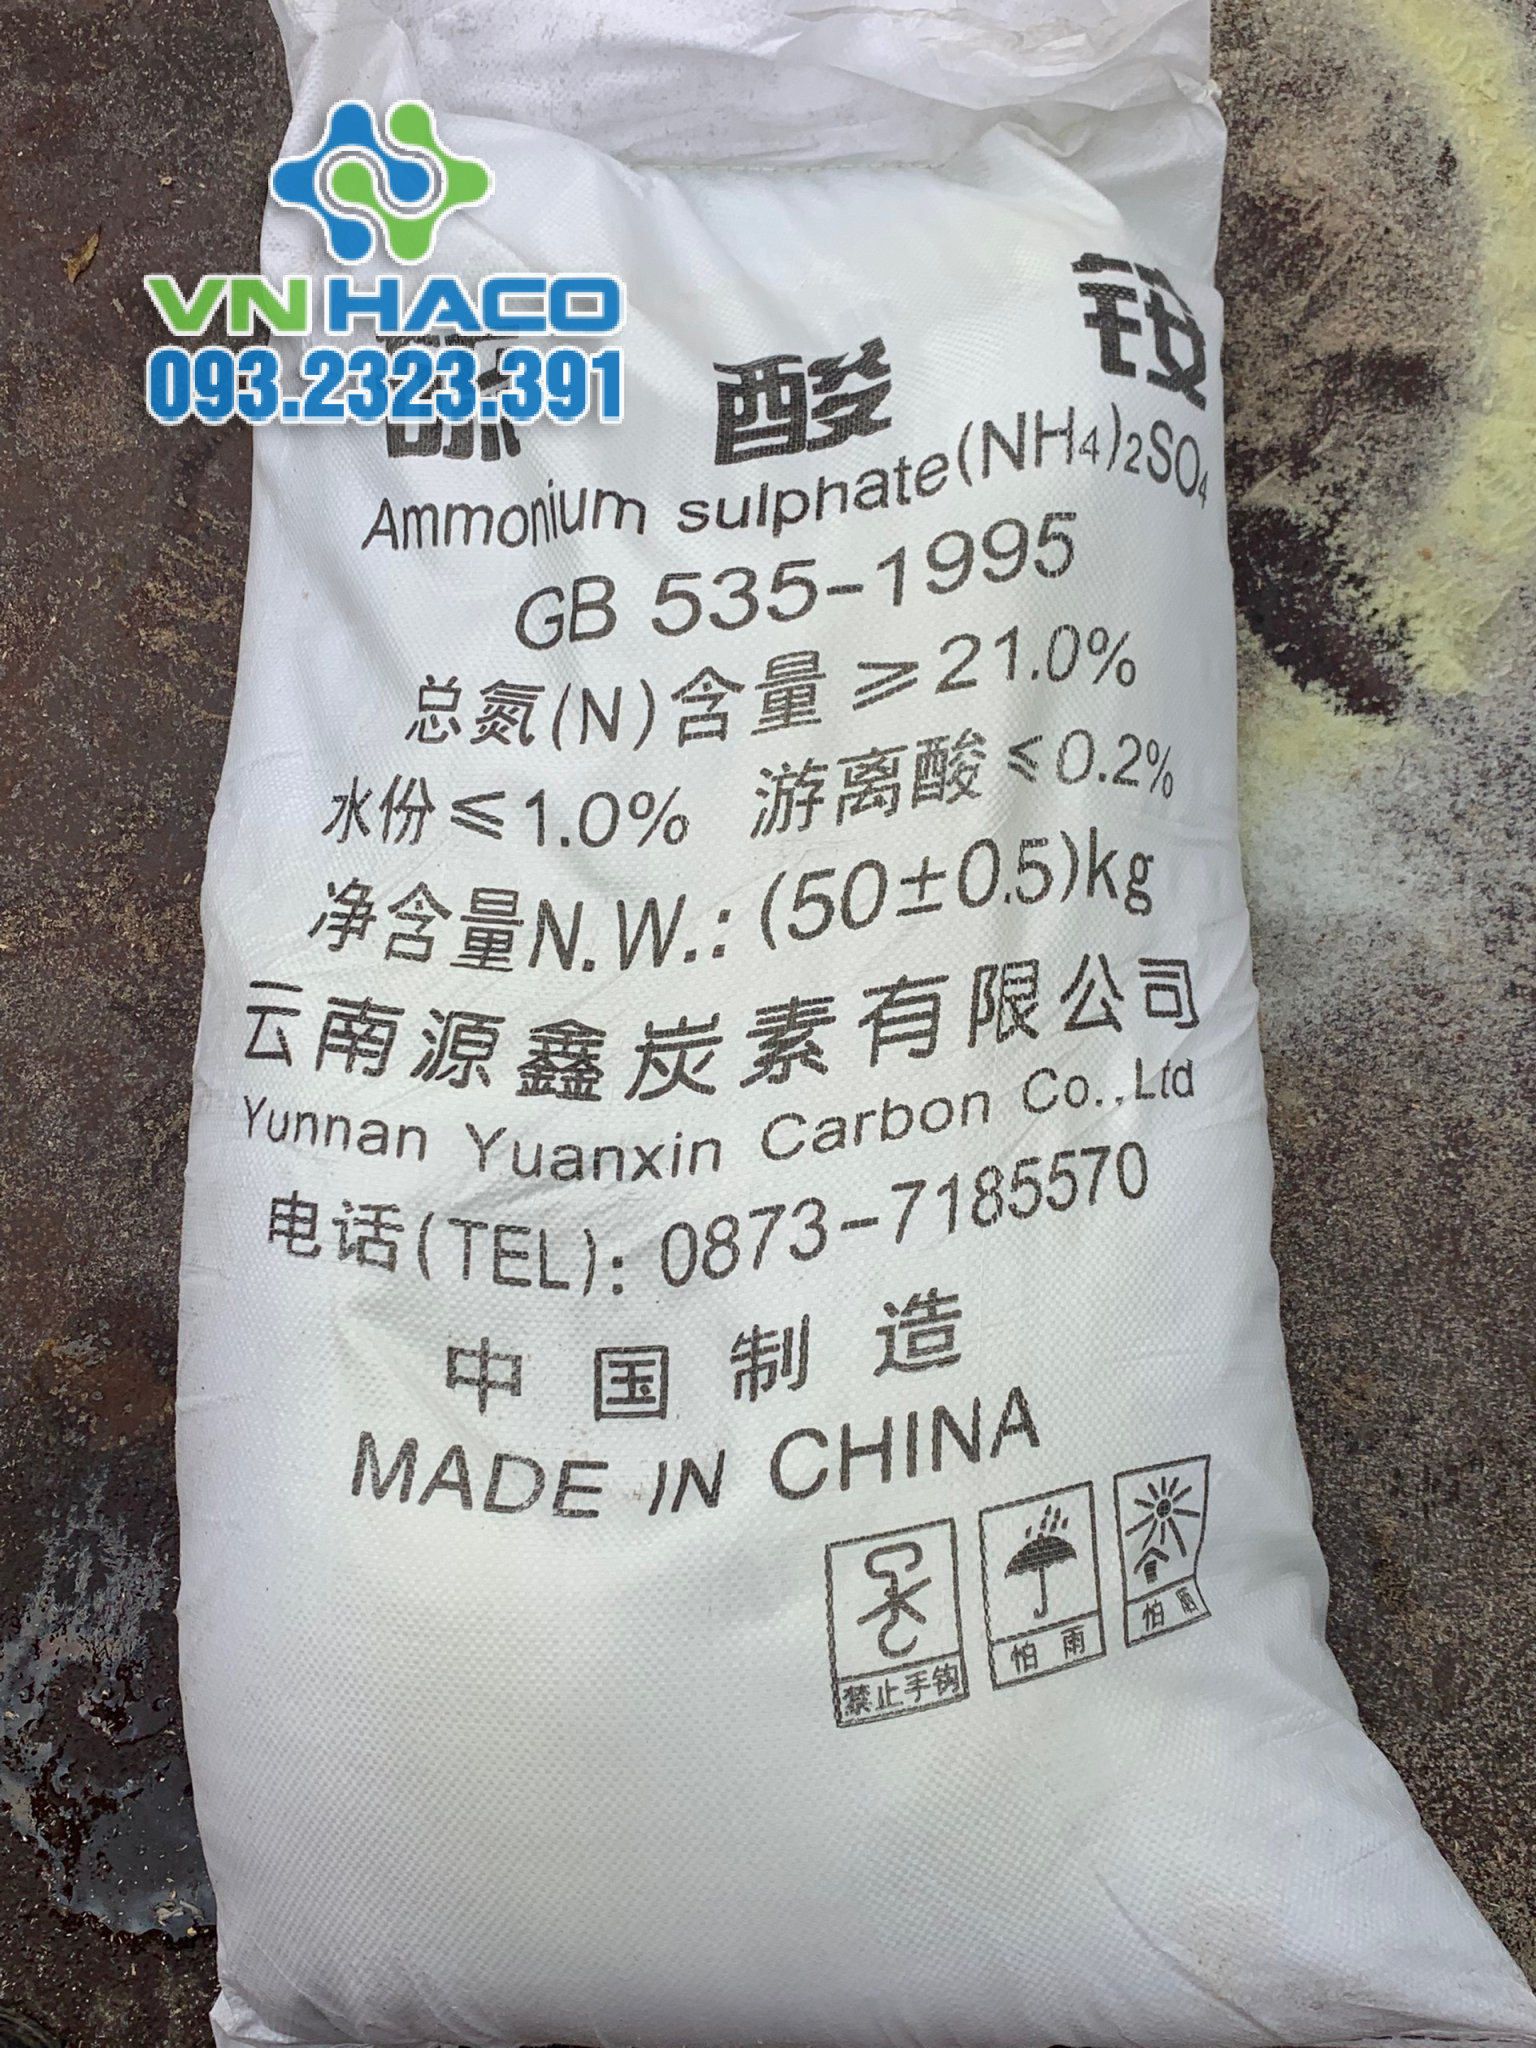 VN HACO
093.2323.391
酸 铵
Ammonium sulphate(NH4)2SO4
GB 535-1995
总氮(N)含量≥21.0%
水份≤1.0% 游离酸≤0.2%
净含量N.W.:(50±0.5)kg
云南源鑫炭素有限公司
Yunnan Yuanxin Carbon Co.,Ltd
电话(TEL): 0873-7185570
中国制造
MADE IN CHINA
禁止手钩 怕雨 怕